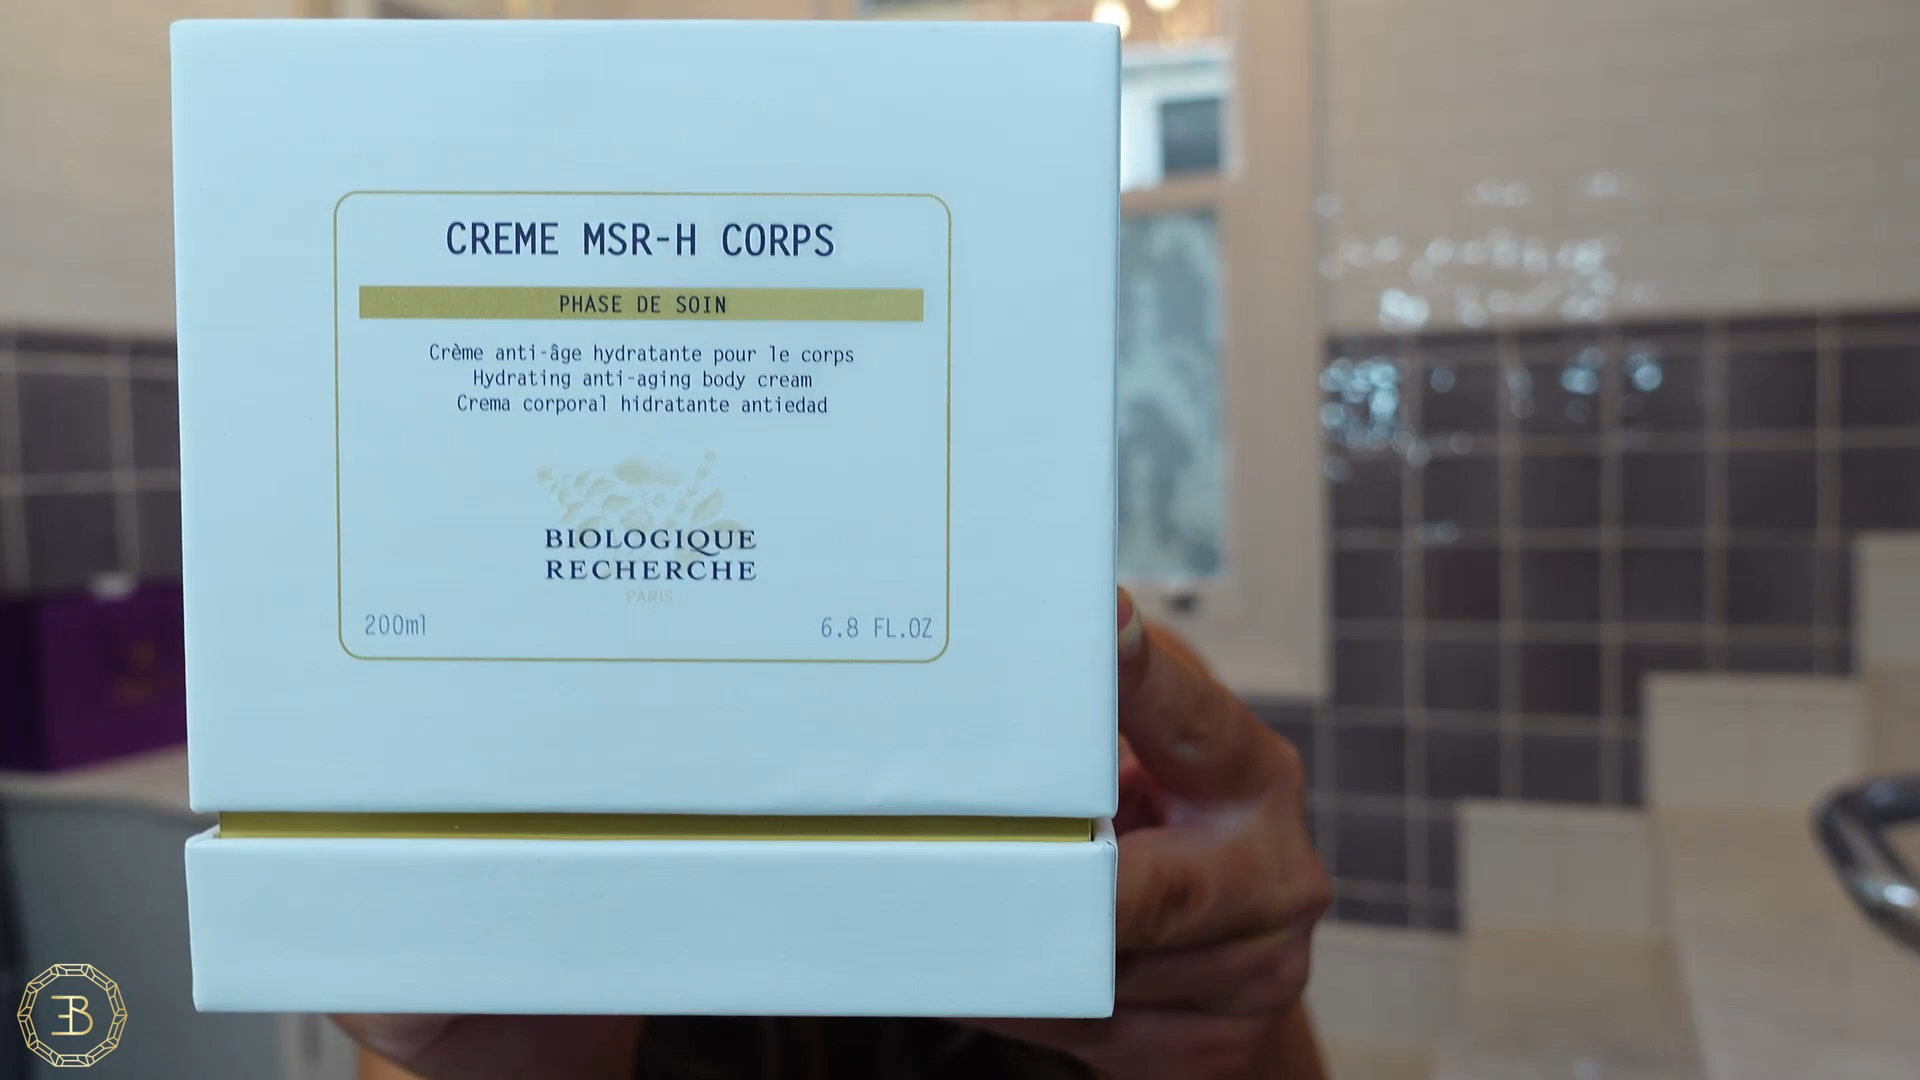 CREME MSR-H CORPS
PHASE DE SOIN
Crème anti-âge hydratante pour le corps
Hydrating anti-aging body cream
Crema corporal hidratante antiedad
BIOLOGIQUE
RECHERCHE
PARIS
200ml 6.8 FL.OZ